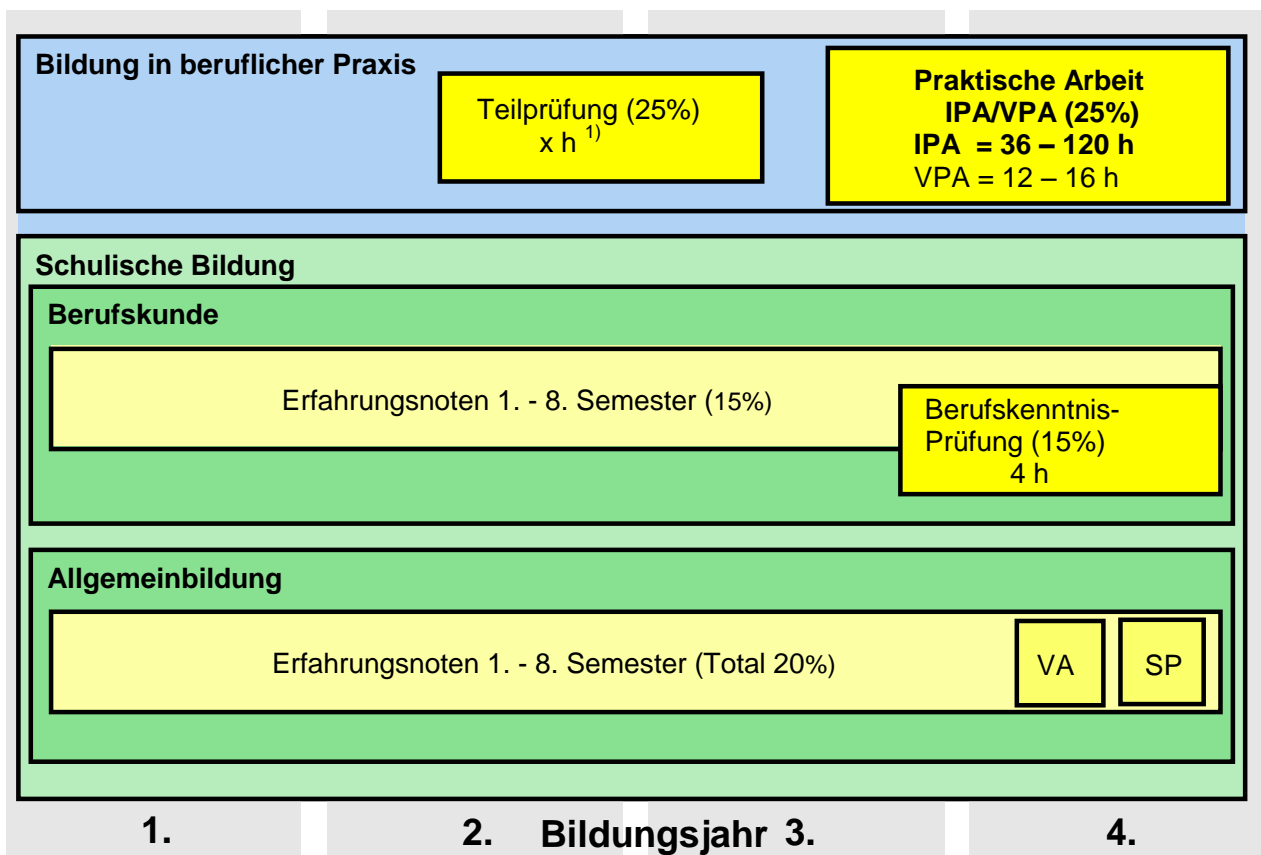 Bildung in beruflicher Praxis
Teilprüfung (25%)
x h 1)
Praktische Arbeit
IPA/VPA (25%)
IPA = 36 – 120 h
VPA = 12 – 16 h
Schulische Bildung
Berufskunde
Erfahrungsnoten 1. - 8. Semester (15%)
Berufskenntnis-
Prüfung (15%)
4 h
Allgemeinbildung
Erfahrungsnoten 1. - 8. Semester (Total 20%)
VA
SP
1. 2. Bildungsjahr 3. 4.